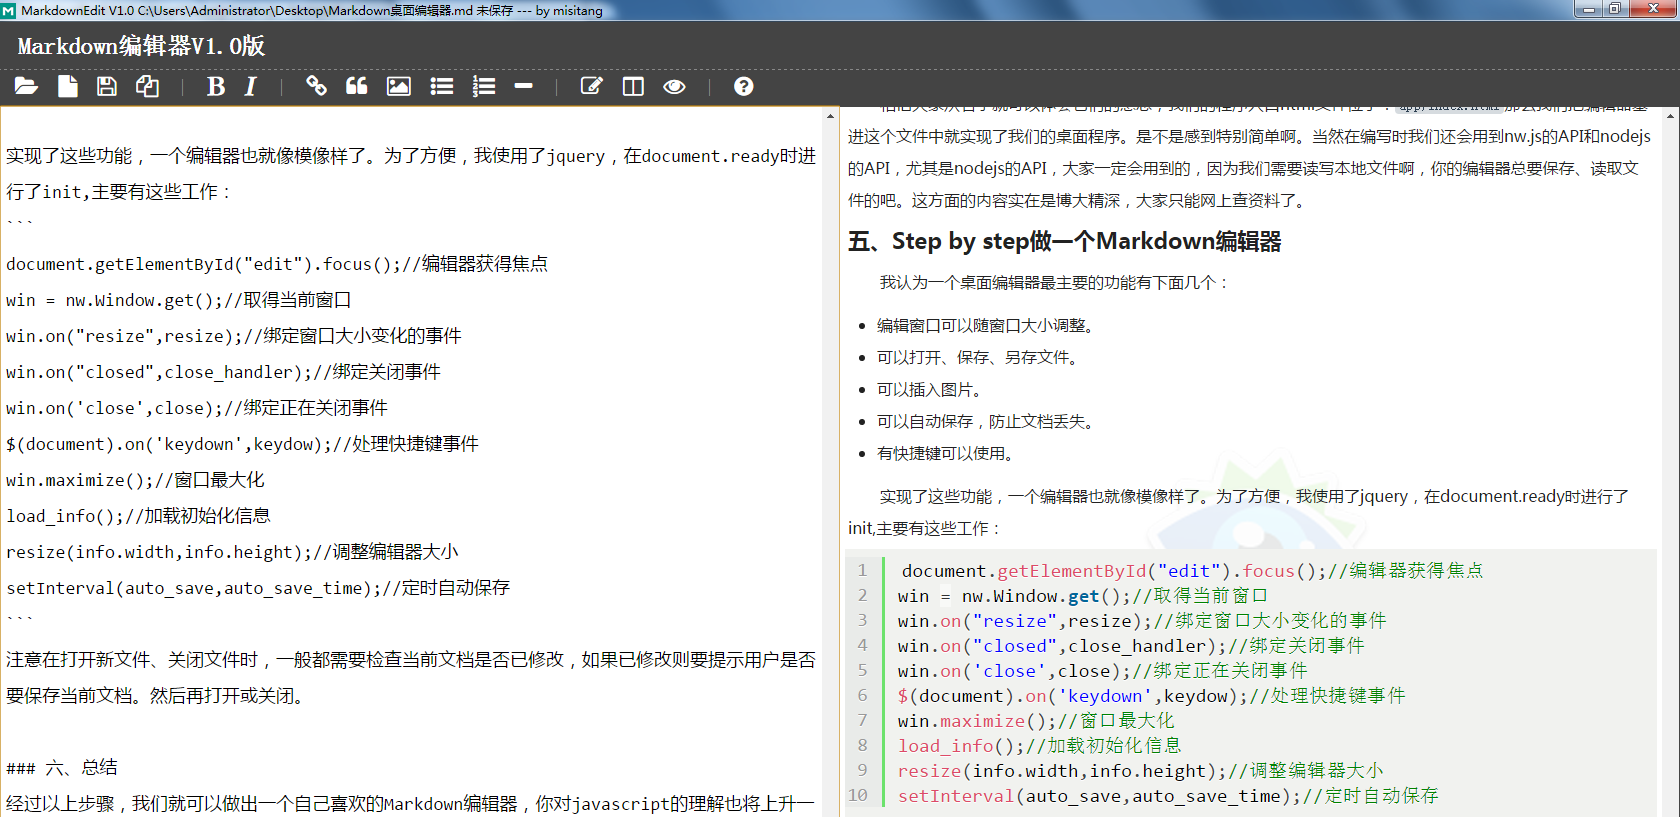 MarkdownEdit V1.0 C:\Users\Administrator\Desktop\Markdown桌面编辑器.md 未保存 --- by misitang
Markdown编辑器V1.0版
实现了这些功能，一个编辑器也就像模像样了。为了方便，我使用了jquery，在document.ready时进
行了init,主要有这些工作：
```
document.getElementById("edit").focus();//编辑器获得焦点
win = nw.Window.get();//取得当前窗口
win.on("resize",resize);//绑定窗口大小变化的事件
win.on("closed",close_handler);//绑定关闭事件
win.on('close',close);//绑定正在关闭事件
$(document).on('keydown',keydow);//处理快捷键事件
win.maximize();//窗口最大化
load_info();//加载初始化信息
resize(info.width,info.height);//调整编辑器大小
setInterval(auto_save,auto_save_time);//定时自动保存
```
注意在打开新文件、关闭文件时，一般都需要检查当前文档是否已修改，如果已修改则要提示用户是否
要保存当前文档。然后再打开或关闭。
### 六、总结
经过以上步骤，我们就可以做出一个自己喜欢的Markdown编辑器，你对javascript的理解也将上升一
进这个文件中就实现了我们的桌面程序。是不是感到特别简单啊。当然在编写时我们还会用到nw.js的API和nodejs
的API，尤其是nodejs的API，大家一定会用到的，因为我们需要读写本地文件啊，你的编辑器总要保存、读取文
件的吧。这方面的内容实在是博大精深，大家只能网上查资料了。
五、Step by step做一个Markdown编辑器
我认为一个桌面编辑器最主要的功能有下面几个：
• 编辑窗口可以随窗口大小调整。
• 可以打开、保存、另存文件。
• 可以插入图片。
• 可以自动保存，防止文档丢失。
• 有快捷键可以使用。
实现了这些功能，一个编辑器也就像模像样了。为了方便，我使用了jquery，在document.ready时进行了
init,主要有这些工作：
1 document.getElementById("edit").focus();//编辑器获得焦点
2 win = nw.Window.get();//取得当前窗口
3 win.on("resize",resize);//绑定窗口大小变化的事件
4 win.on("closed",close_handler);//绑定关闭事件
5 win.on('close',close);//绑定正在关闭事件
6 $(document).on('keydown',keydow);//处理快捷键事件
7 win.maximize();//窗口最大化
8 load_info();//加载初始化信息
9 resize(info.width,info.height);//调整编辑器大小
10 setInterval(auto_save,auto_save_time);//定时自动保存